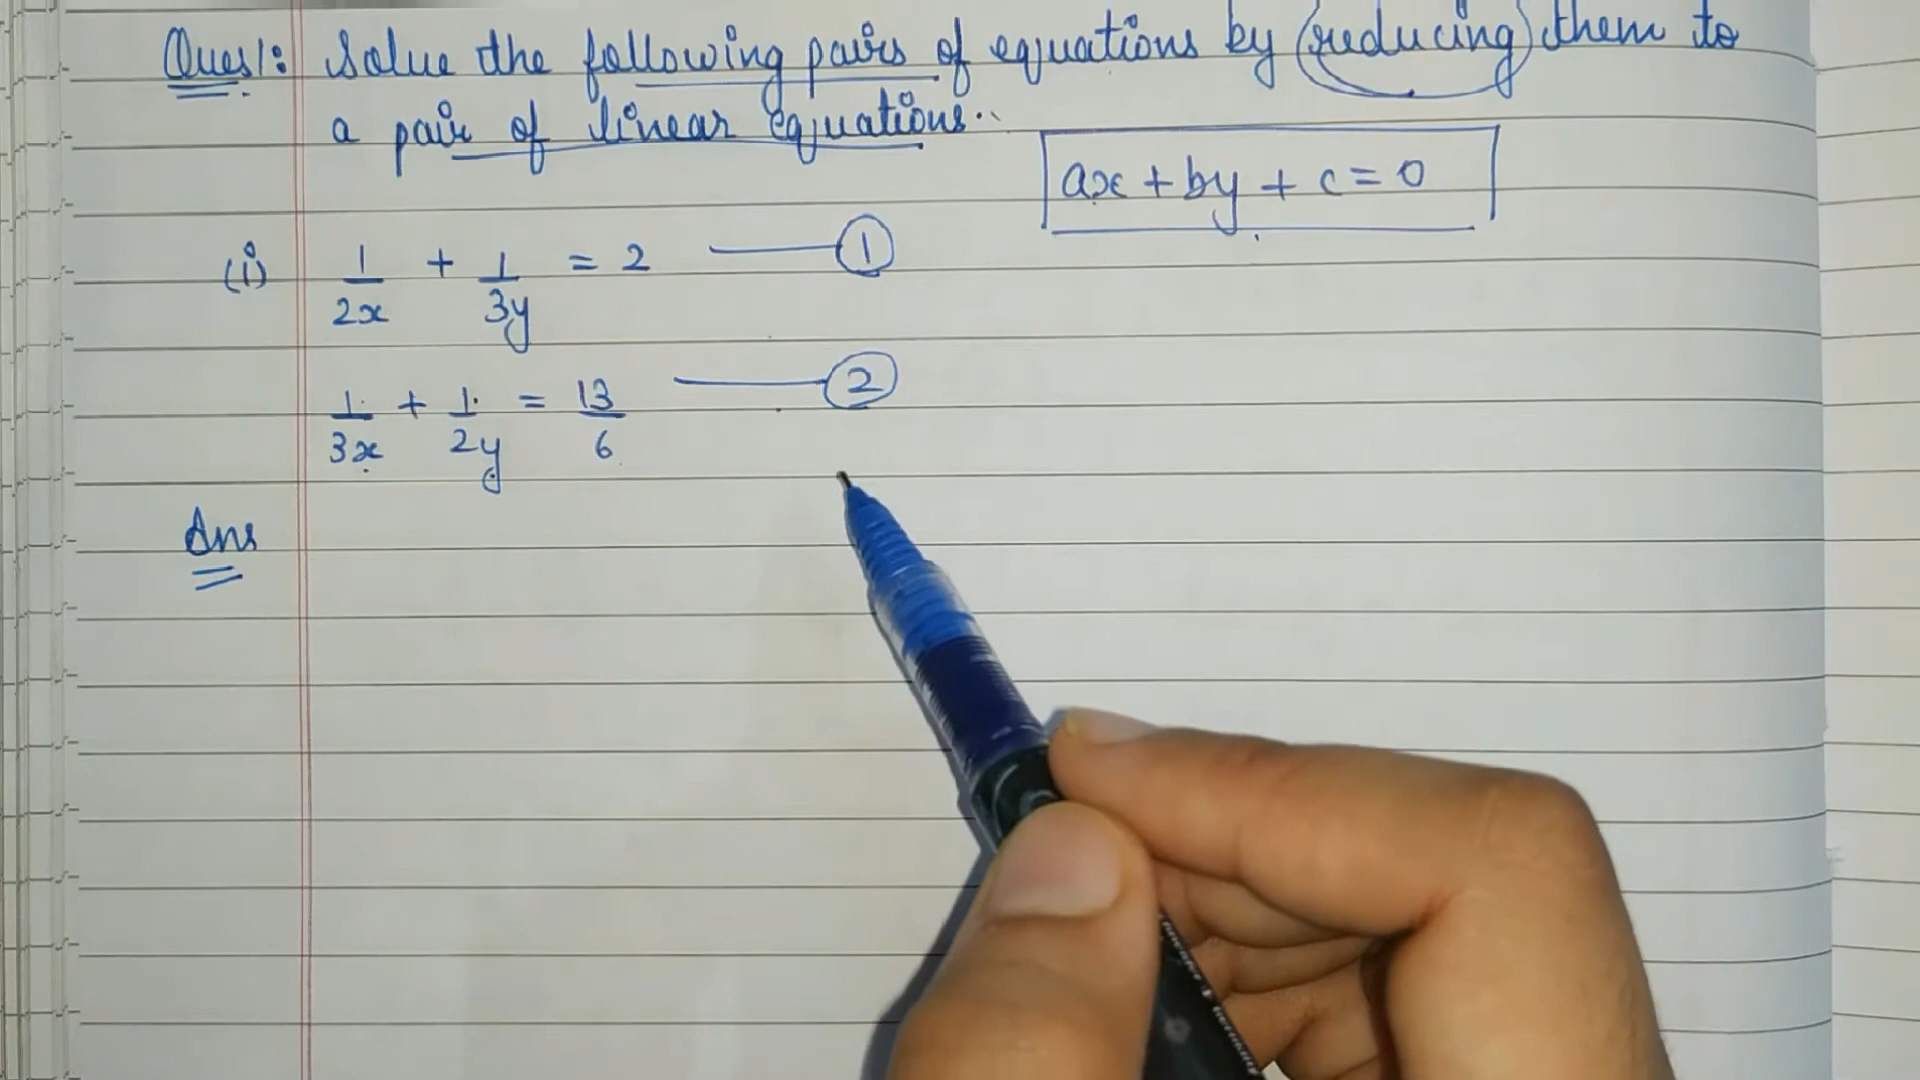 Ques1: Solve the following pairs of equations by reducing them to
a pair of linear equations.
ax + by + c = 0
(i) 1/2x + 1/3y = 2 — 1
1/3x + 1/2y = 13/6 — 2
Ans